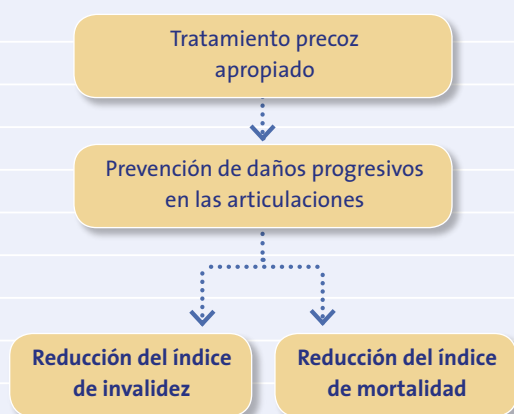 Tratamiento precoz
apropiado
Prevención de daños progresivos
en las articulaciones
Reducción del índice
de invalidez
Reducción del índice
de mortalidad